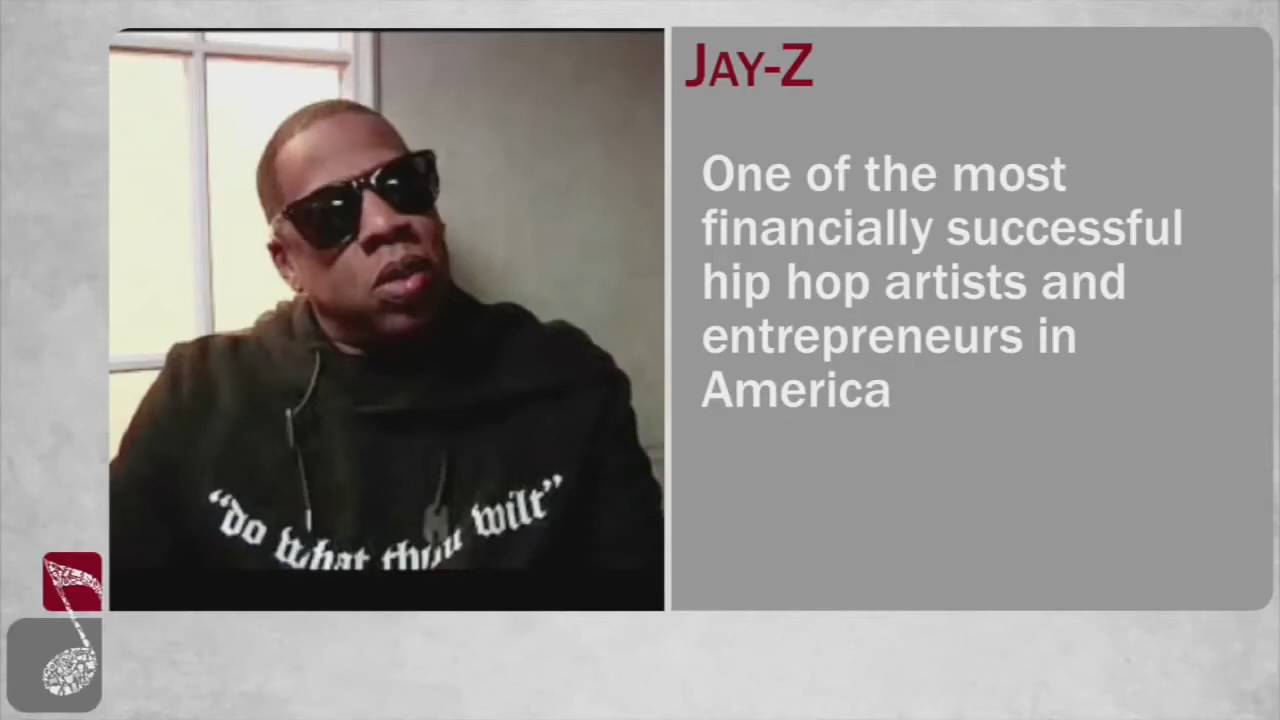 JAY-Z
One of the most
financially successful
hip hop artists and
entrepreneurs in
America
“do what thou wilt”